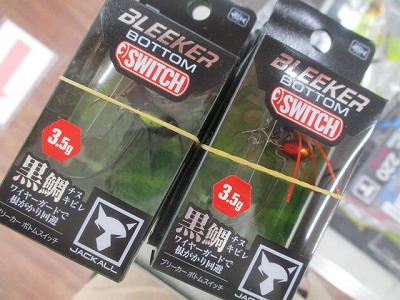 BLEEKER
BOTTOM
SWITCH
3.5g
黒鯛 チヌ キビレ
ワイヤーガードで
根がかり回避
JACKALL
ブリーカーボトムスイッチ
BLEEKER
BOTTOM
SWITCH
3.5g
黒鯛 チヌ キビレ
ワイヤーガードで
根がかり回避
JACKALL
ブリーカーボトムスイッチ